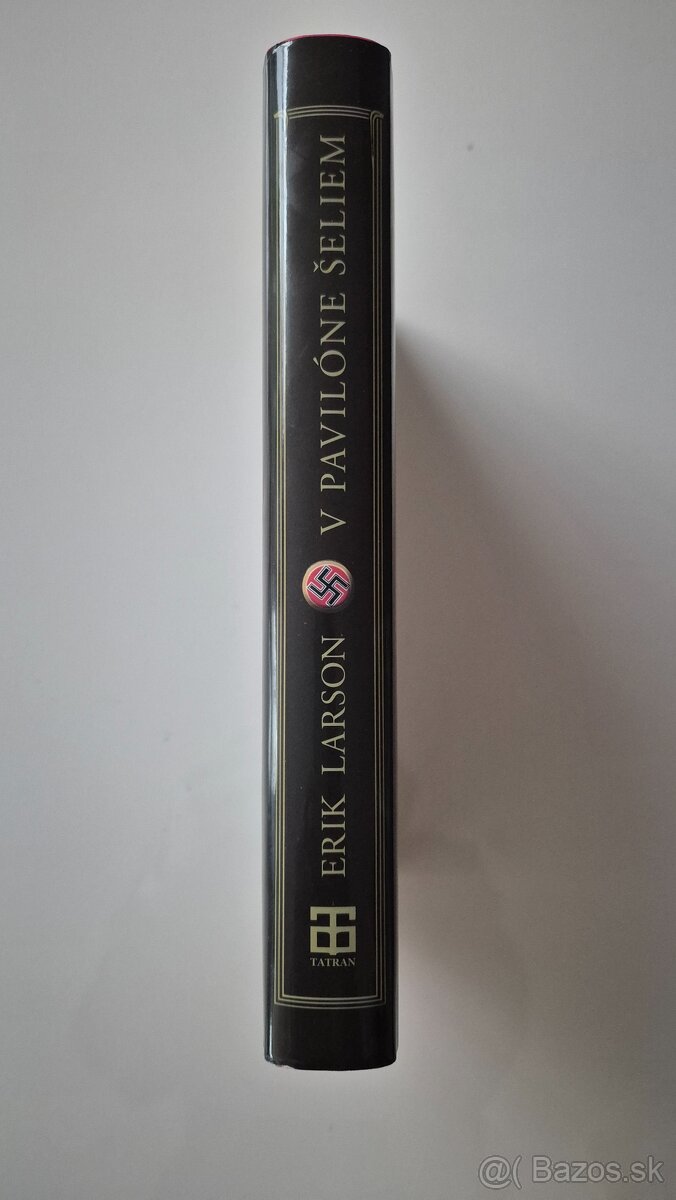 ERIK LARSON V PAVILÓNE ŠELIEM
TATRAN
@( Bazos.sk